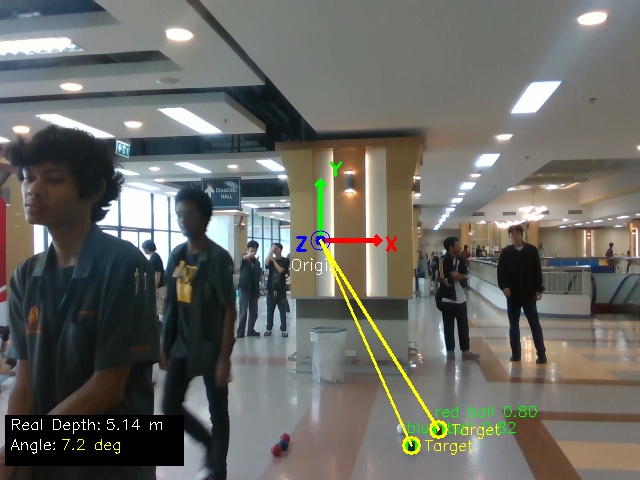 DIAMOND
HALL
Y
Z
X
Origin
red ball 0.80
Target
Target
Real Depth: 5.14 m
Angle: 7.2 deg